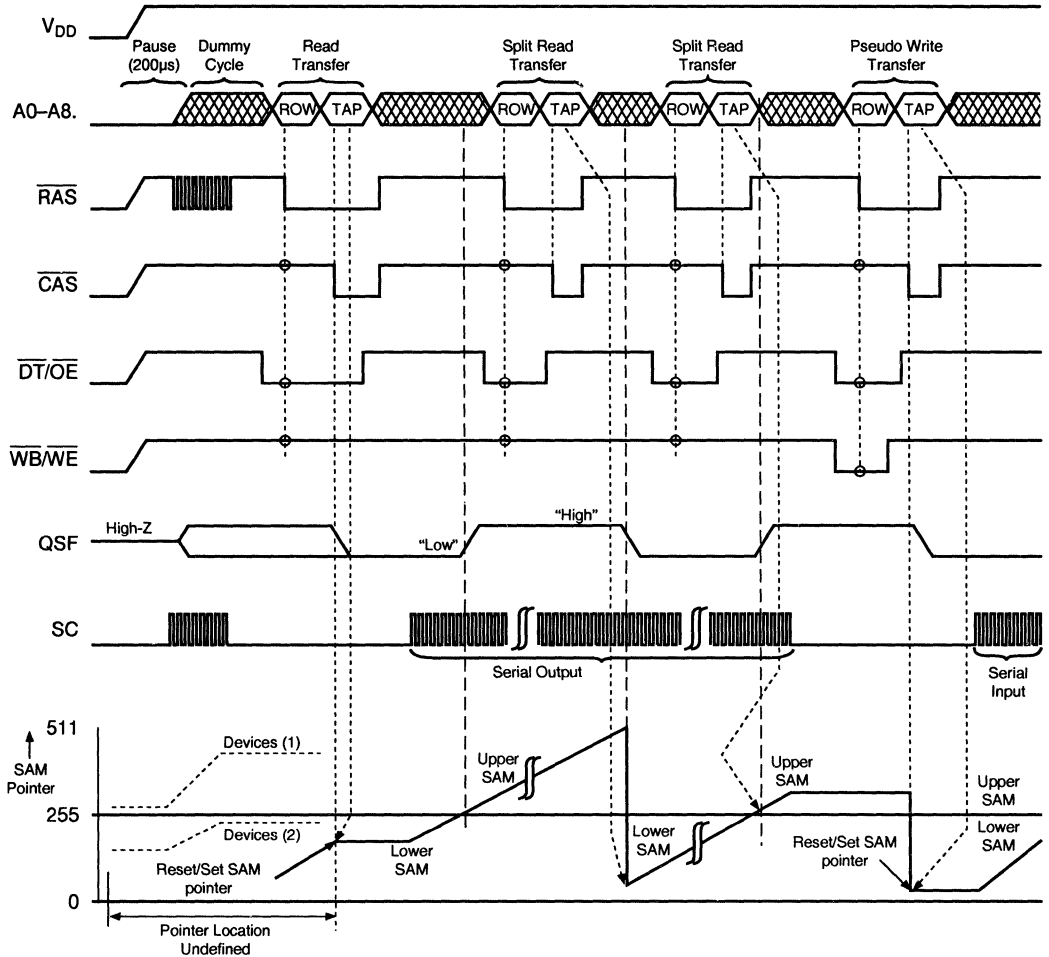 VDD
Pause
(200µs)
Dummy
Cycle
Read
Transfer
Split Read
Transfer
Split Read
Transfer
Pseudo Write
Transfer
A0–A8.
ROW
TAP
ROW
TAP
ROW
TAP
ROW
TAP
RAS
CAS
DT/OE
WB/WE
QSF
High-Z
“Low”
“High”
SC
Serial Output
Serial
Input
511
SAM
Pointer
255
0
Devices (1)
Devices (2)
Reset/Set SAM
pointer
Lower
SAM
Upper
SAM
Lower
SAM
Upper
SAM
Reset/Set SAM
pointer
Upper
SAM
Lower
SAM
Pointer Location
Undefined